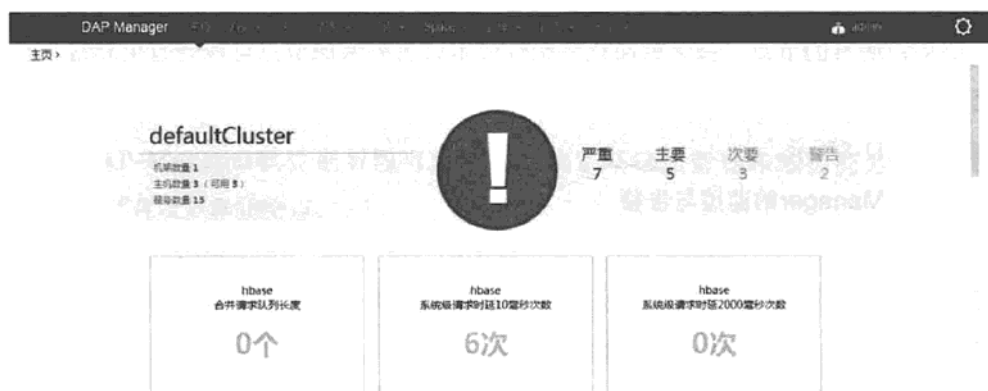 DAP Manager
admin
主页 >
defaultCluster
机架数量 1
主机数量 3 (可用 3)
服务数量 15
严重 主要 次要 警告
7 5 3 2
hbase
合并请求队列长度
0个
hbase
系统级请求时延10毫秒次数
6次
hbase
系统级请求时延2000毫秒次数
0次